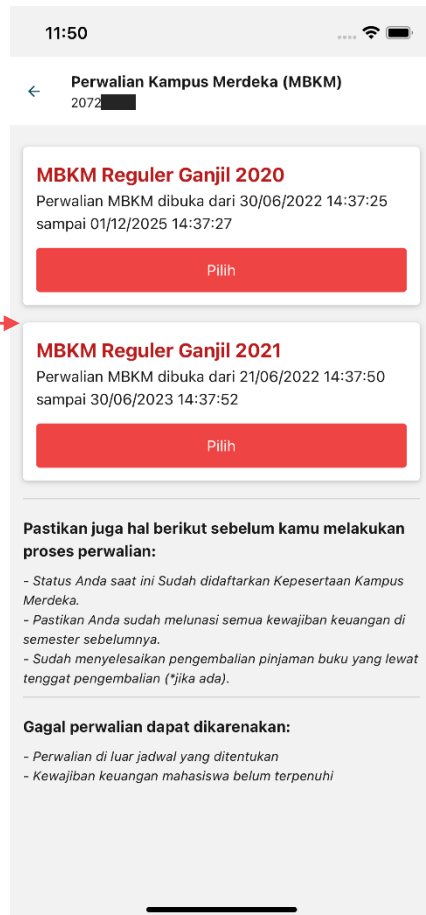 11:50
Perwalian Kampus Merdeka (MBKM)
2072
MBKM Reguler Ganjil 2020
Perwalian MBKM dibuka dari 30/06/2022 14:37:25
sampai 01/12/2025 14:37:27
Pilih
MBKM Reguler Ganjil 2021
Perwalian MBKM dibuka dari 21/06/2022 14:37:50
sampai 30/06/2023 14:37:52
Pilih
Pastikan juga hal berikut sebelum kamu melakukan
proses perwalian:
- Status Anda saat ini Sudah didaftarkan Kepesertaan Kampus
Merdeka.
- Pastikan Anda sudah melunasi semua kewajiban keuangan di
semester sebelumnya.
- Sudah menyelesaikan pengembalian pinjaman buku yang lewat
tenggat pengembalian (*jika ada).
Gagal perwalian dapat dikarenakan:
- Perwalian di luar jadwal yang ditentukan
- Kewajiban keuangan mahasiswa belum terpenuhi